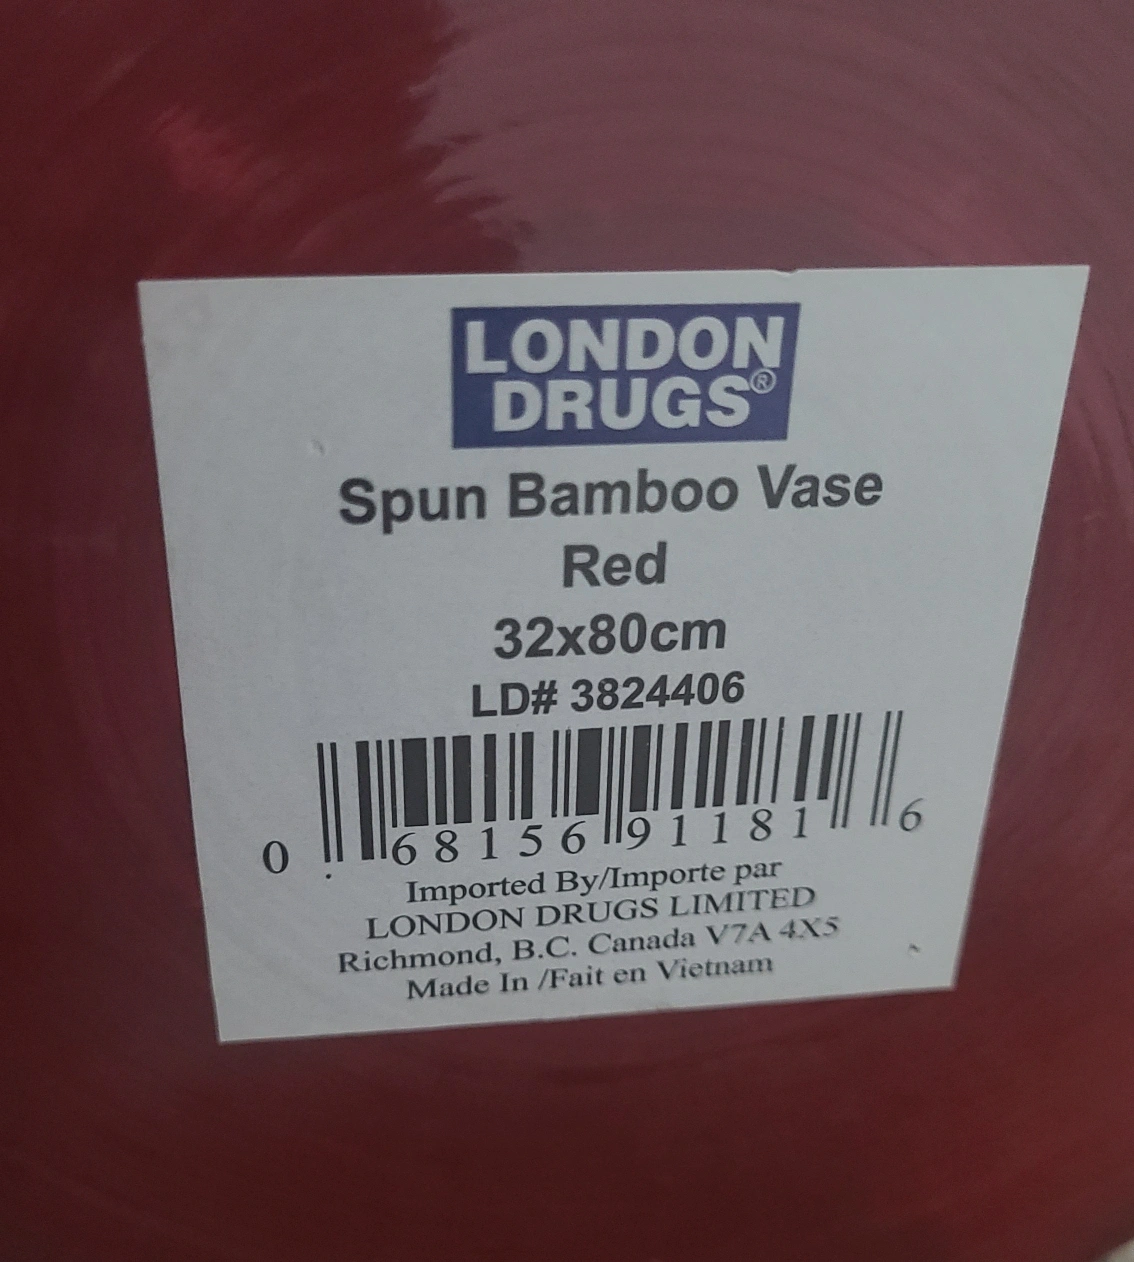 LONDON
DRUGS®
Spun Bamboo Vase
Red
32x80cm
LD# 3824406
0 68156 91181 6
Imported By/Importe par
LONDON DRUGS LIMITED
Richmond, B.C. Canada V7A 4X5
Made In /Fait en Vietnam